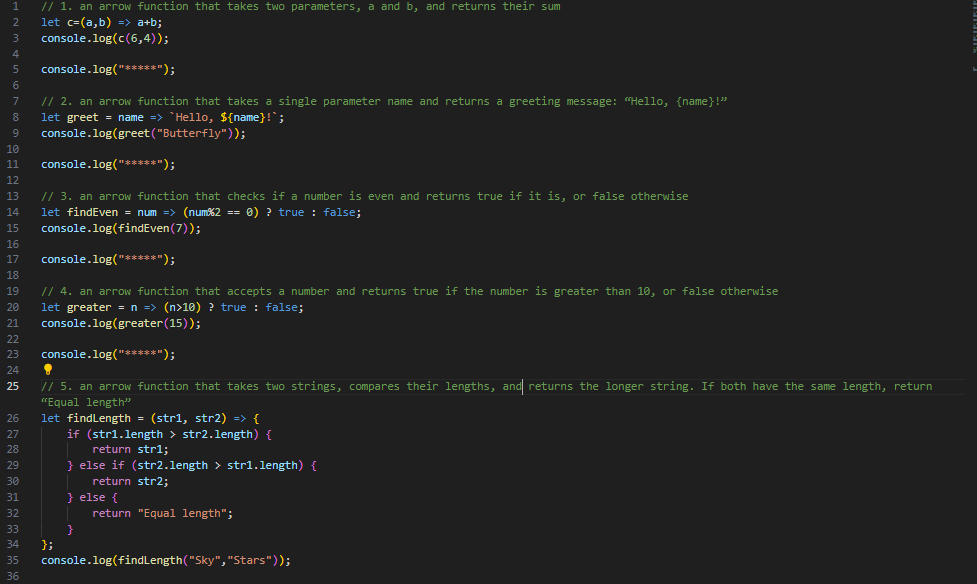 1 // 1. an arrow function that takes two parameters, a and b, and returns their sum
2 let c=(a,b) => a+b;
3 console.log(c(6,4));
4
5 console.log("*****");
6
7 // 2. an arrow function that takes a single parameter name and returns a greeting message: “Hello, {name}!”
8 let greet = name => `Hello, ${name}!`;
9 console.log(greet("Butterfly"));
10
11 console.log("*****");
12
13 // 3. an arrow function that checks if a number is even and returns true if it is, or false otherwise
14 let findEven = num => (num%2 == 0) ? true : false;
15 console.log(findEven(7));
16
17 console.log("*****");
18
19 // 4. an arrow function that accepts a number and returns true if the number is greater than 10, or false otherwise
20 let greater = n => (n>10) ? true : false;
21 console.log(greater(15));
22
23 console.log("*****");
24
25 // 5. an arrow function that takes two strings, compares their lengths, and returns the longer string. If both have the same length, return
“Equal length”
26 let findLength = (str1, str2) => {
27     if (str1.length > str2.length) {
28         return str1;
29     } else if (str2.length > str1.length) {
30         return str2;
31     } else {
32         return "Equal length";
33     }
34 };
35 console.log(findLength("Sky","Stars"));
36